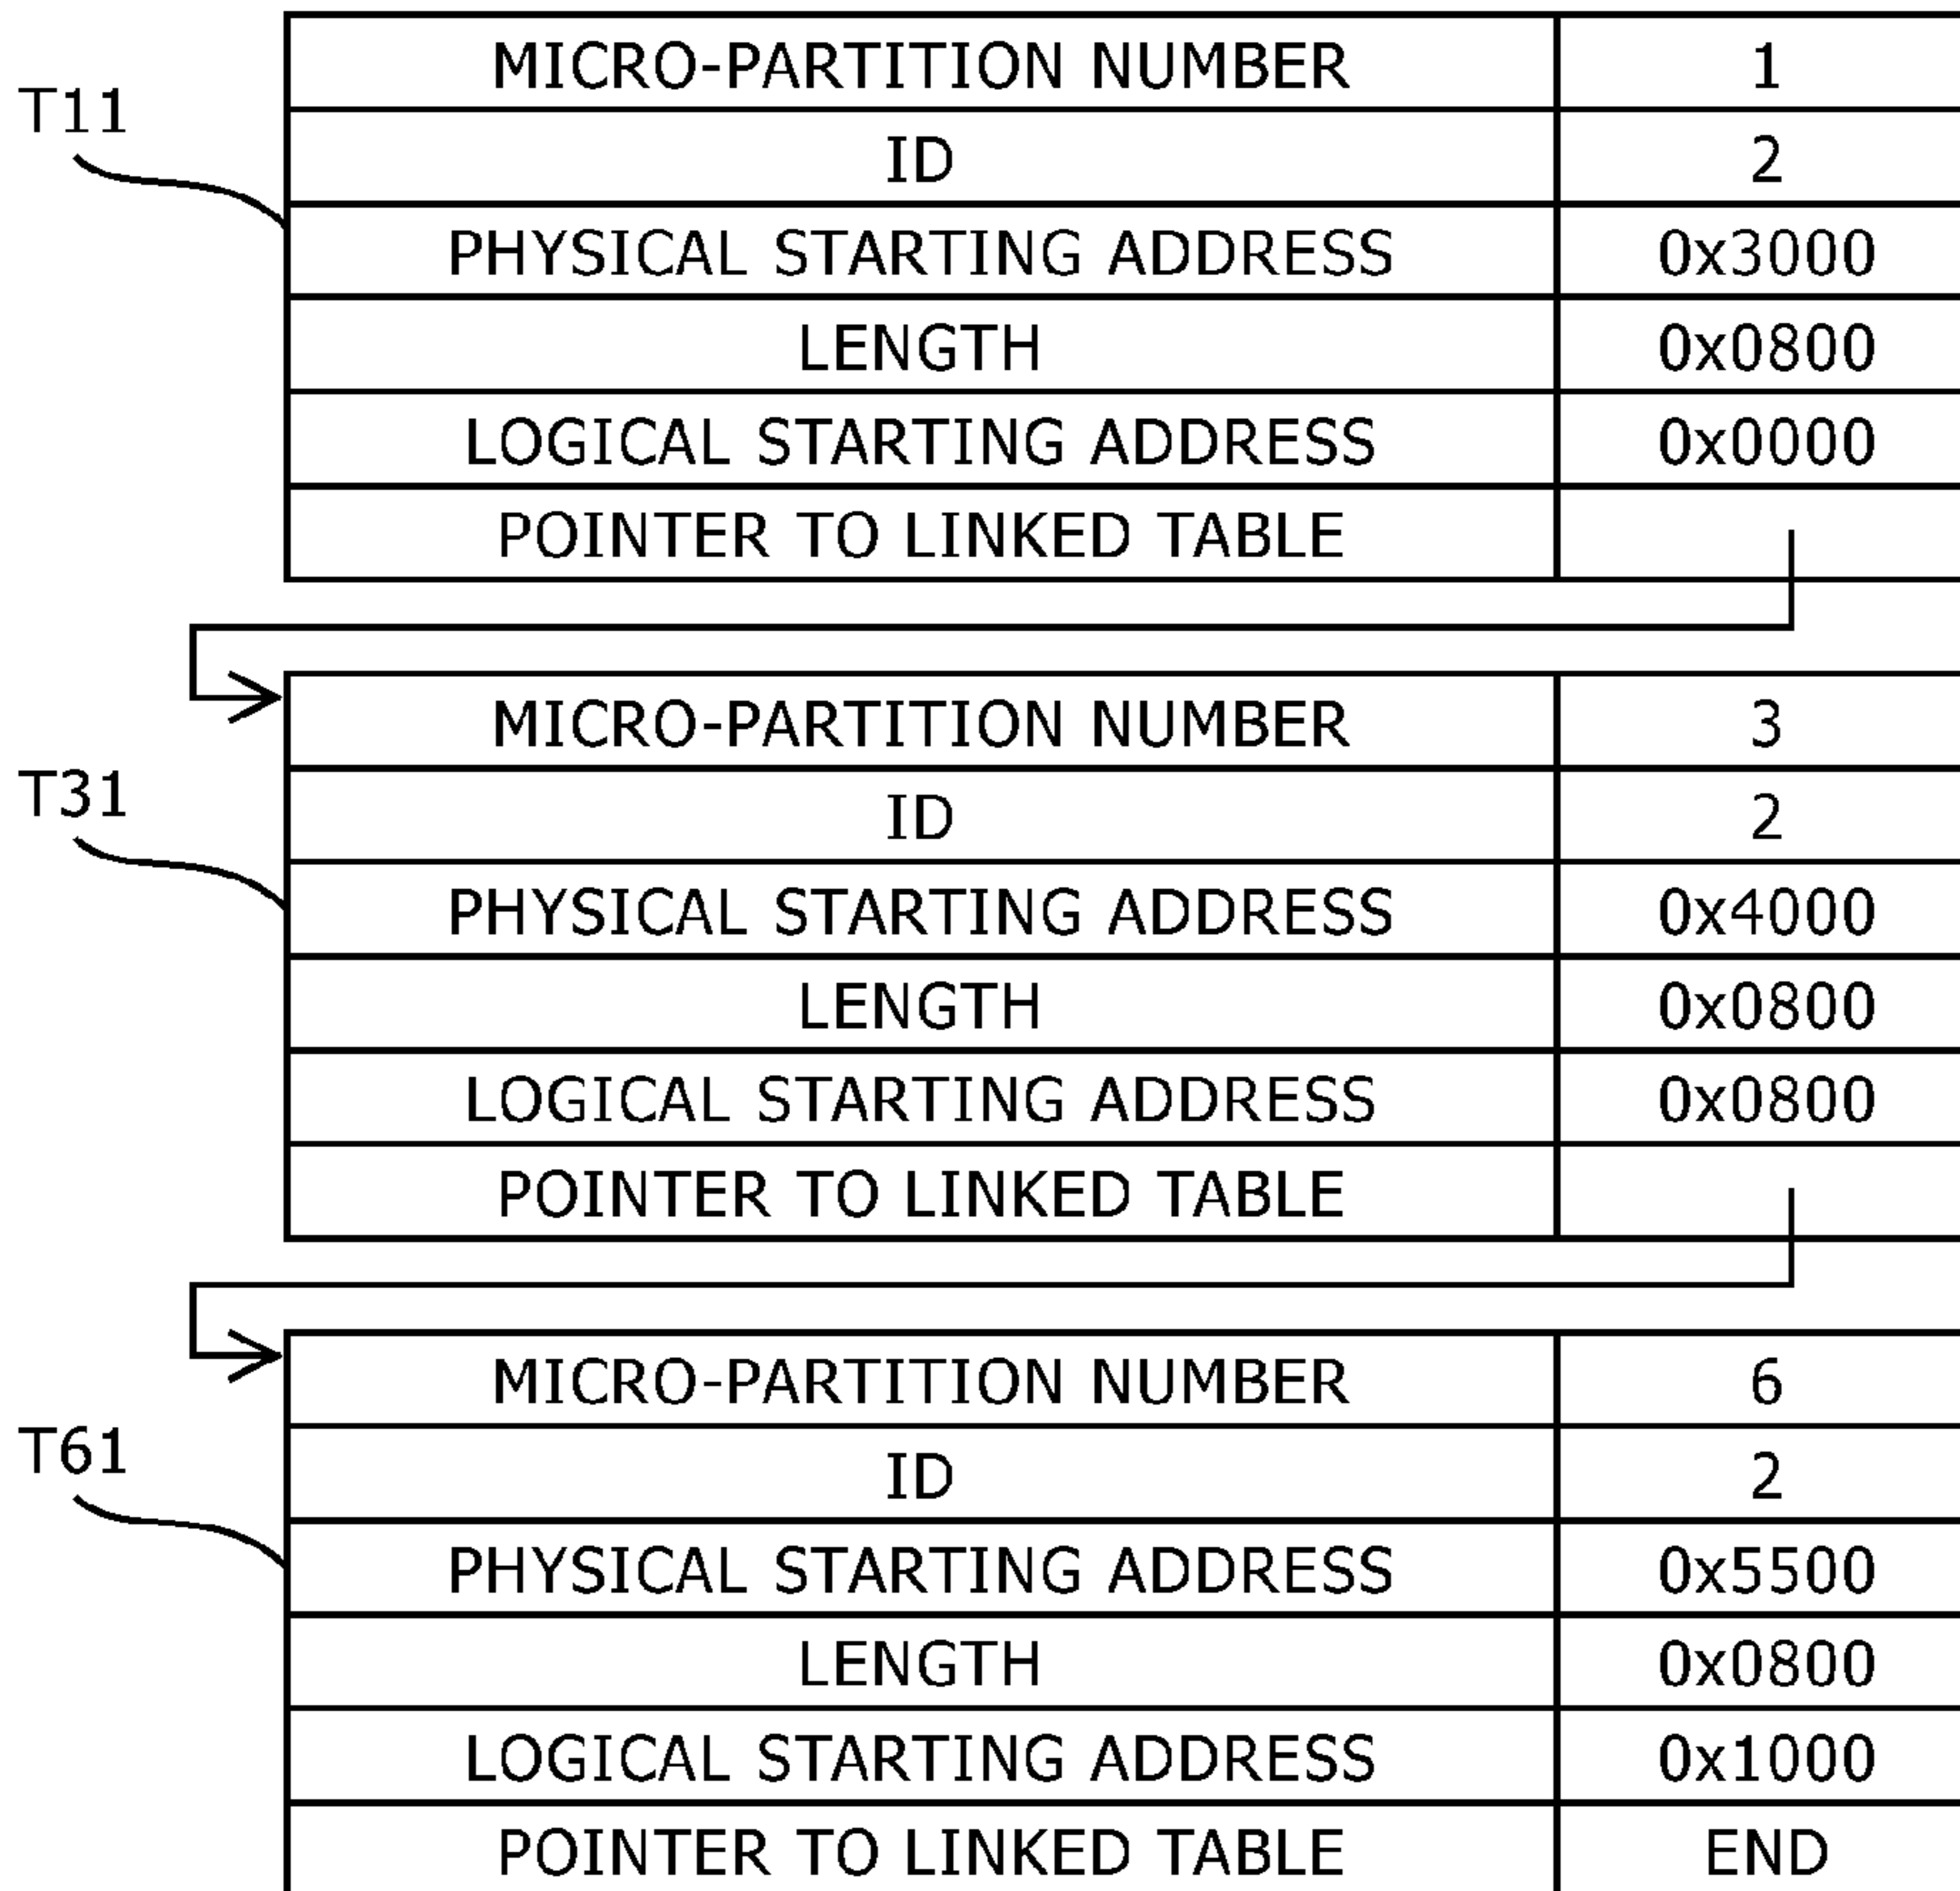 T11
MICRO-PARTITION NUMBER 1
ID 2
PHYSICAL STARTING ADDRESS 0x3000
LENGTH 0x0800
LOGICAL STARTING ADDRESS 0x0000
POINTER TO LINKED TABLE
T31
MICRO-PARTITION NUMBER 3
ID 2
PHYSICAL STARTING ADDRESS 0x4000
LENGTH 0x0800
LOGICAL STARTING ADDRESS 0x0800
POINTER TO LINKED TABLE
T61
MICRO-PARTITION NUMBER 6
ID 2
PHYSICAL STARTING ADDRESS 0x5500
LENGTH 0x0800
LOGICAL STARTING ADDRESS 0x1000
POINTER TO LINKED TABLE END